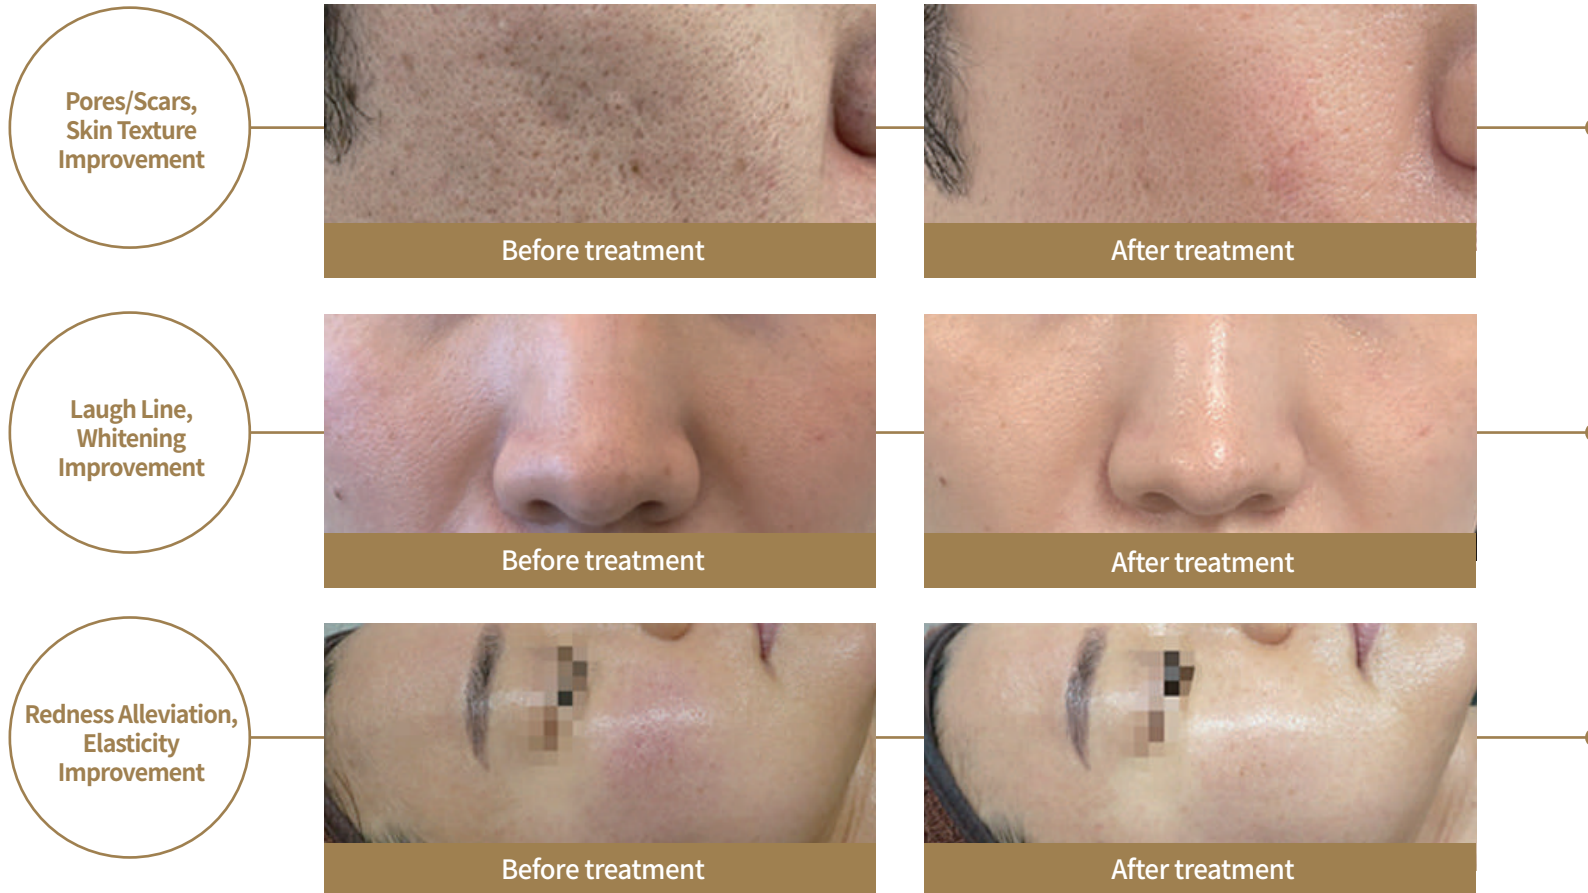 Pores/Scars,
Skin Texture
Improvement
Before treatment
After treatment
Laugh Line,
Whitening
Improvement
Before treatment
After treatment
Redness Alleviation,
Elasticity
Improvement
Before treatment
After treatment